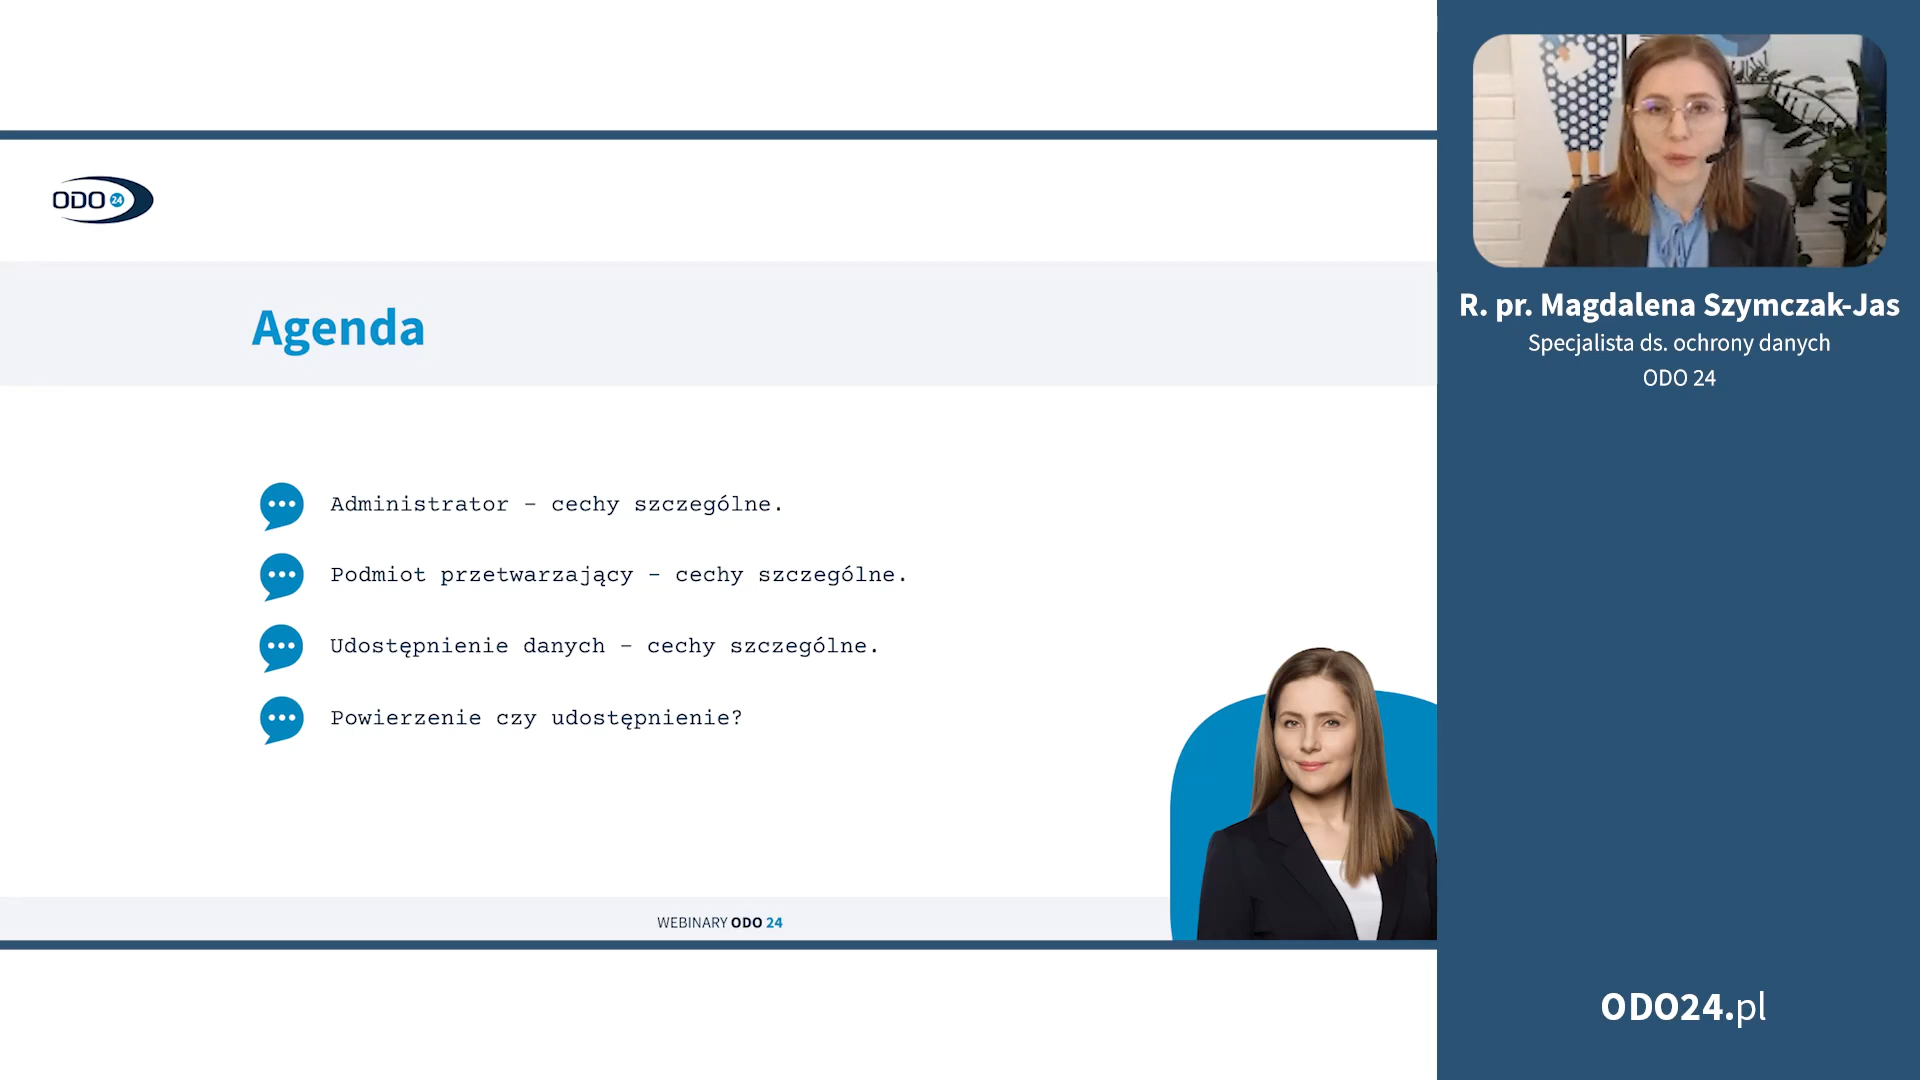 ODO 24
Agenda
Administrator – cechy szczególne.
Podmiot przetwarzający – cechy szczególne.
Udostępnienie danych – cechy szczególne.
Powierzenie czy udostępnienie?
WEBINARY ODO 24
R. pr. Magdalena Szymczak-Jas
Specjalista ds. ochrony danych
ODO 24
ODO24.pl